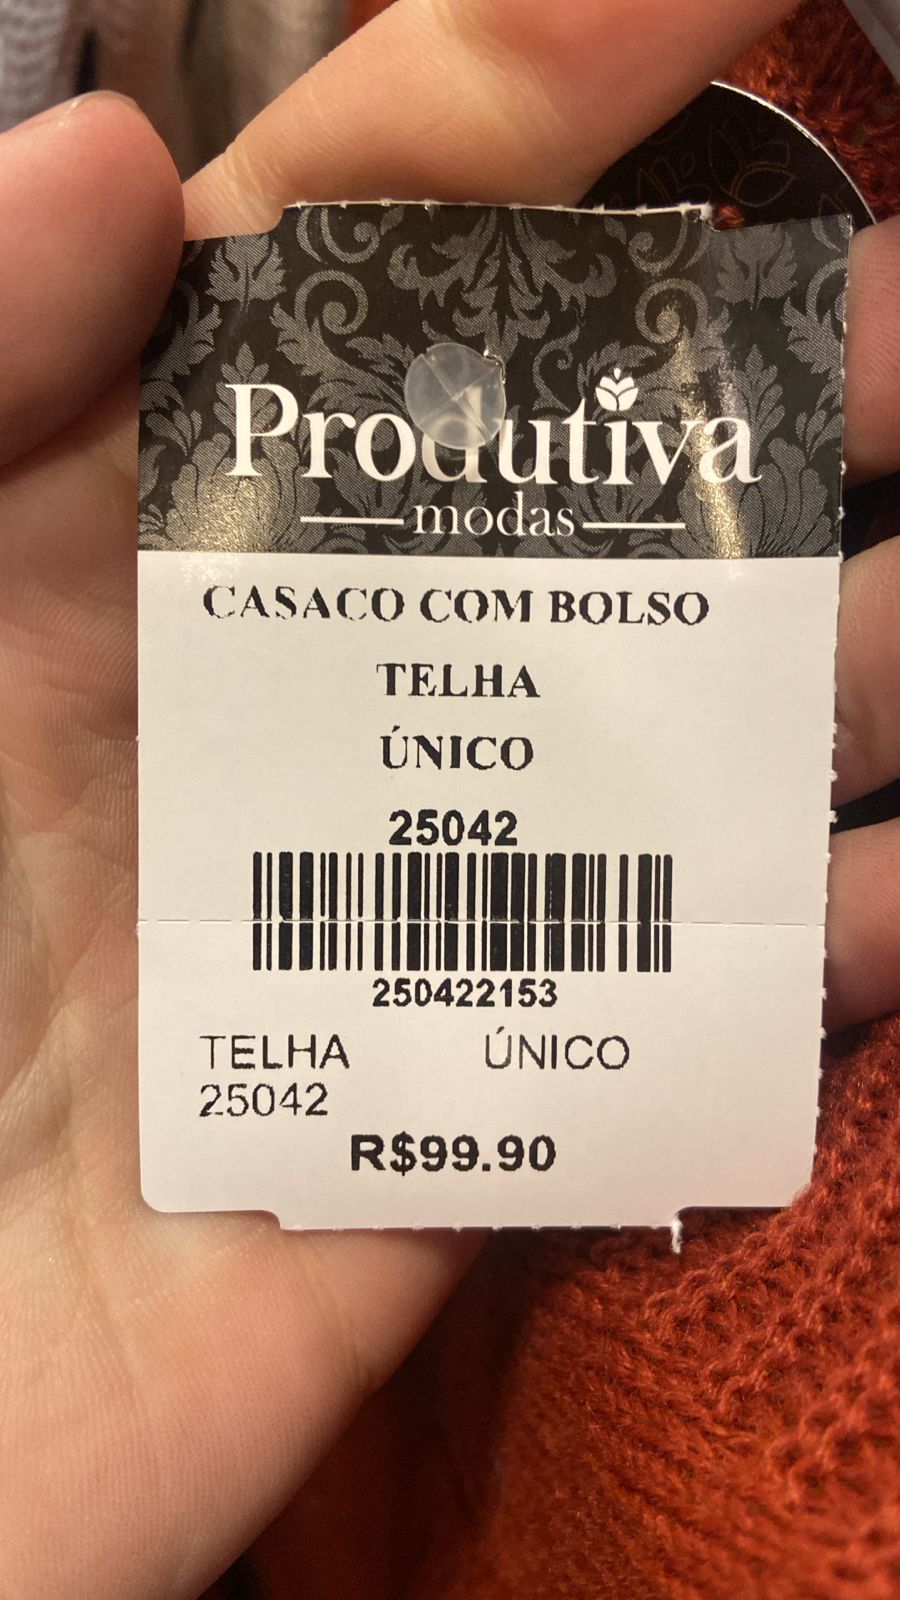 Produtiva
modas
CASACO COM BOLSO
TELHA
ÚNICO
25042
250422153
TELHA ÚNICO
25042
R$99.90